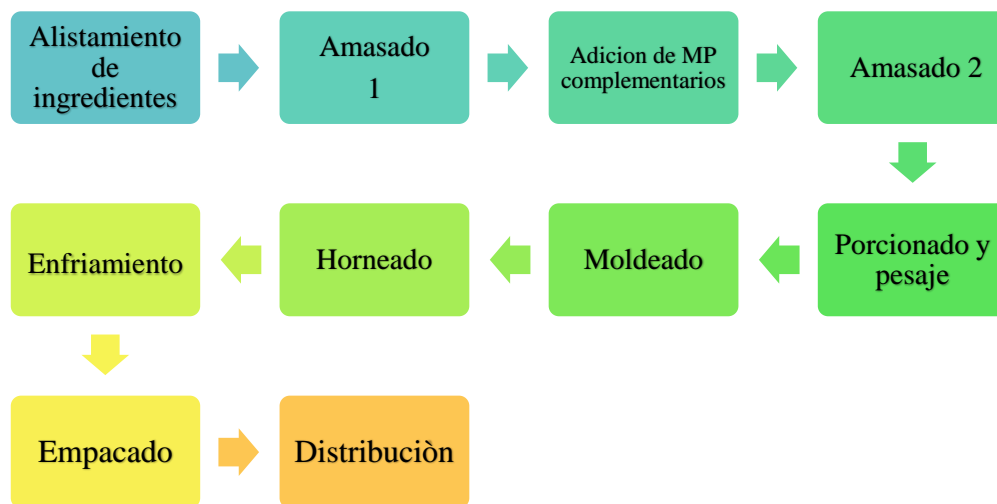 Alistamiento
de
ingredientes
Amasado
1
Adicion de MP
complementarios
Amasado 2
Porcionado y
pesaje
Moldeado
Horneado
Enfriamiento
Empacado
Distribuciòn